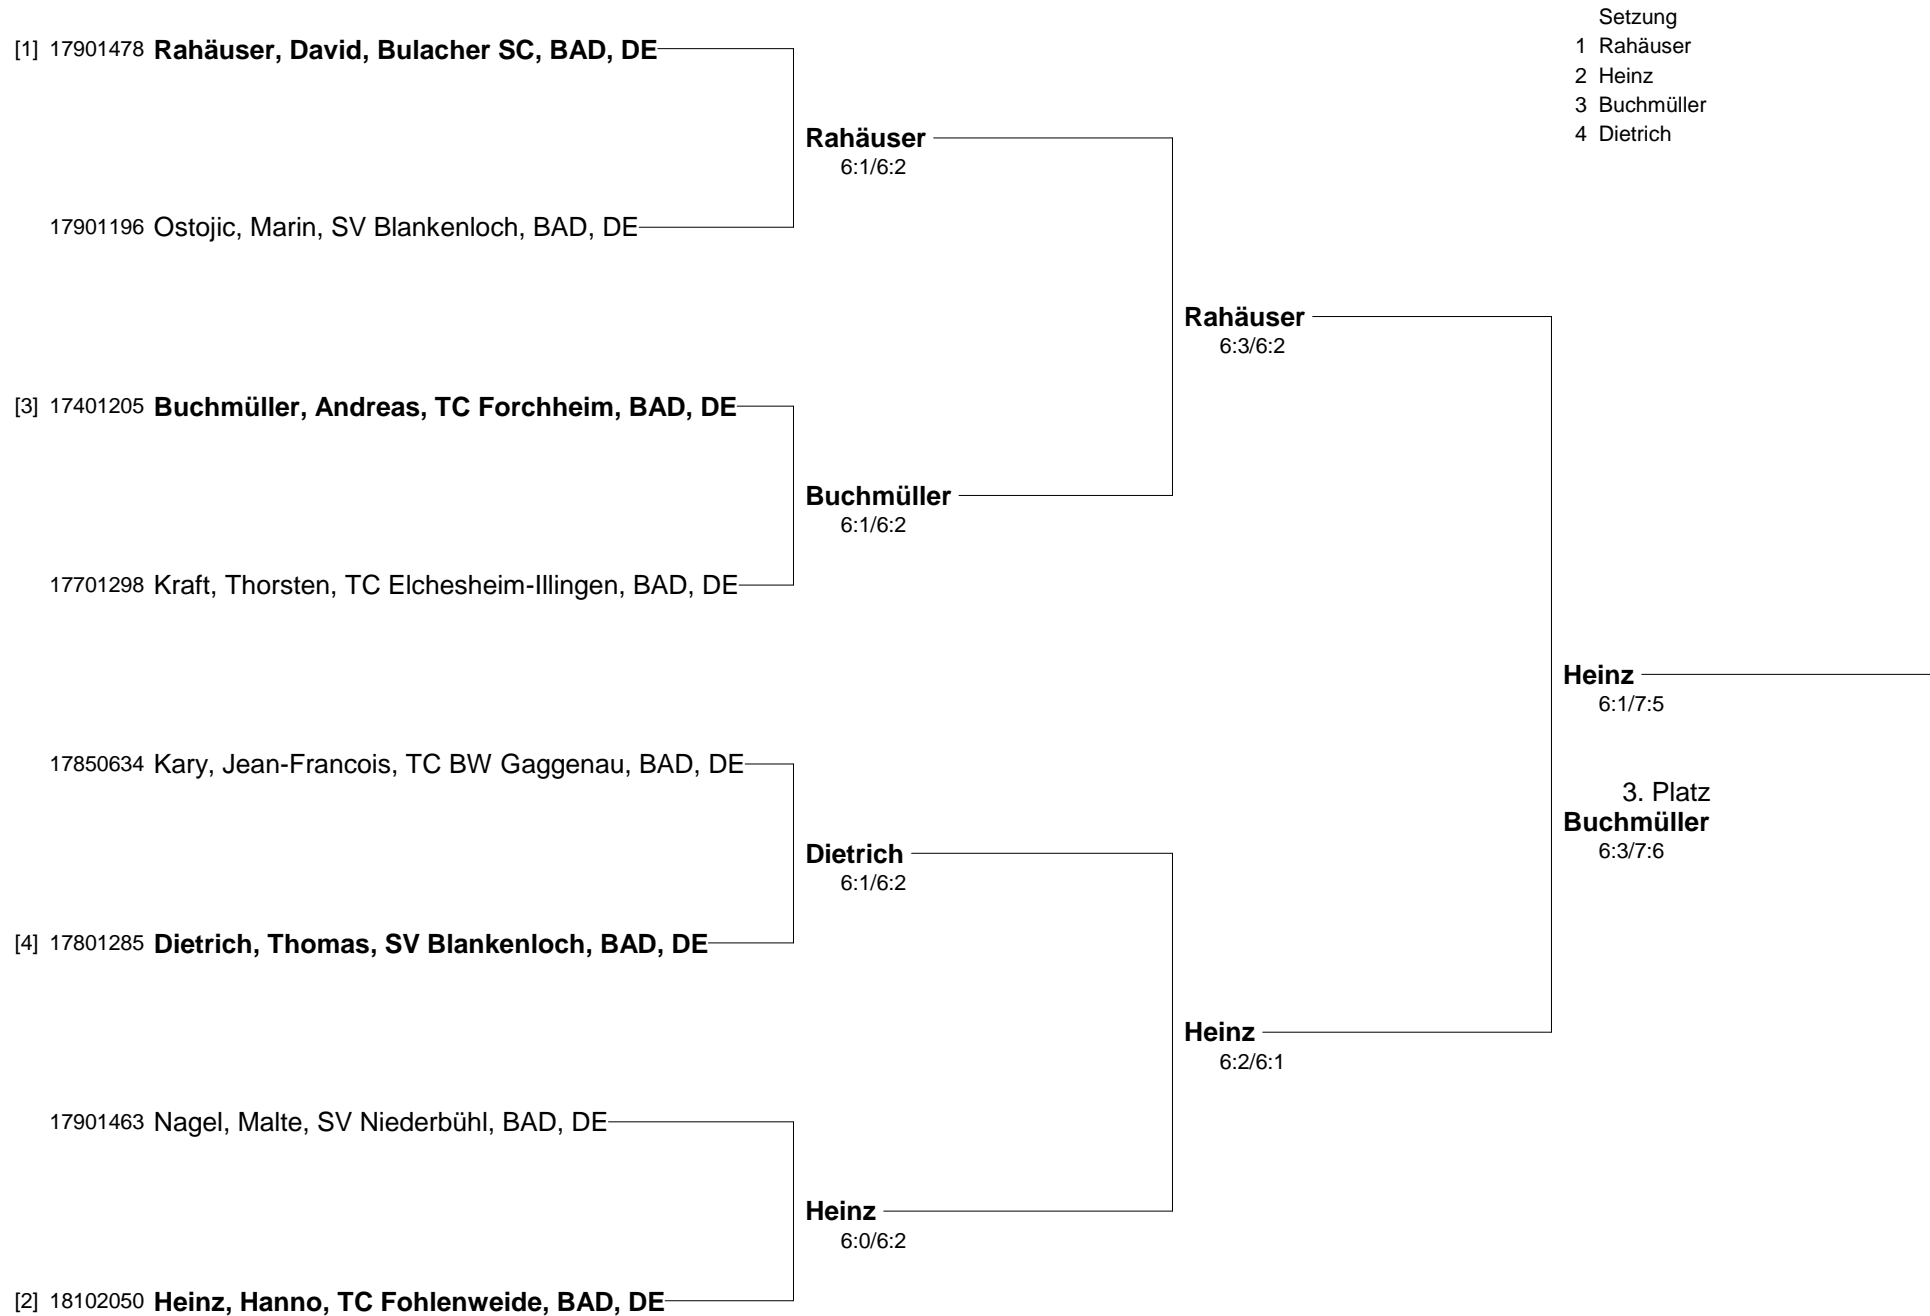 Setzung
1 Rahäuser
2 Heinz
3 Buchmüller
4 Dietrich
[1] 17901478 Rahäuser, David, Bulacher SC, BAD, DE
Rahäuser
6:1/6:2
17901196 Ostojic, Marin, SV Blankenloch, BAD, DE
Rahäuser
6:3/6:2
[3] 17401205 Buchmüller, Andreas, TC Forchheim, BAD, DE
Buchmüller
6:1/6:2
17701298 Kraft, Thorsten, TC Elchesheim-Illingen, BAD, DE
Heinz
6:1/7:5
17850634 Kary, Jean-Francois, TC BW Gaggenau, BAD, DE
3. Platz
Buchmüller
6:3/7:6
Dietrich
6:1/6:2
[4] 17801285 Dietrich, Thomas, SV Blankenloch, BAD, DE
Heinz
6:2/6:1
17901463 Nagel, Malte, SV Niederbühl, BAD, DE
Heinz
6:0/6:2
[2] 18102050 Heinz, Hanno, TC Fohlenweide, BAD, DE